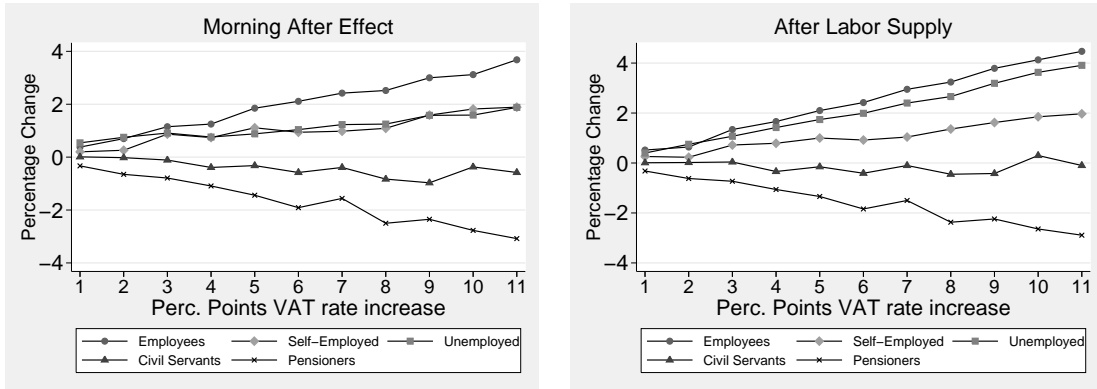 Morning After Effect
Percentage Change
4
2
0
−2
−4
1 2 3 4 5 6 7 8 9 10 11
Perc. Points VAT rate increase
Employees Self−Employed Unemployed
Civil Servants Pensioners
After Labor Supply
Percentage Change
4
2
0
−2
−4
1 2 3 4 5 6 7 8 9 10 11
Perc. Points VAT rate increase
Employees Self−Employed Unemployed
Civil Servants Pensioners